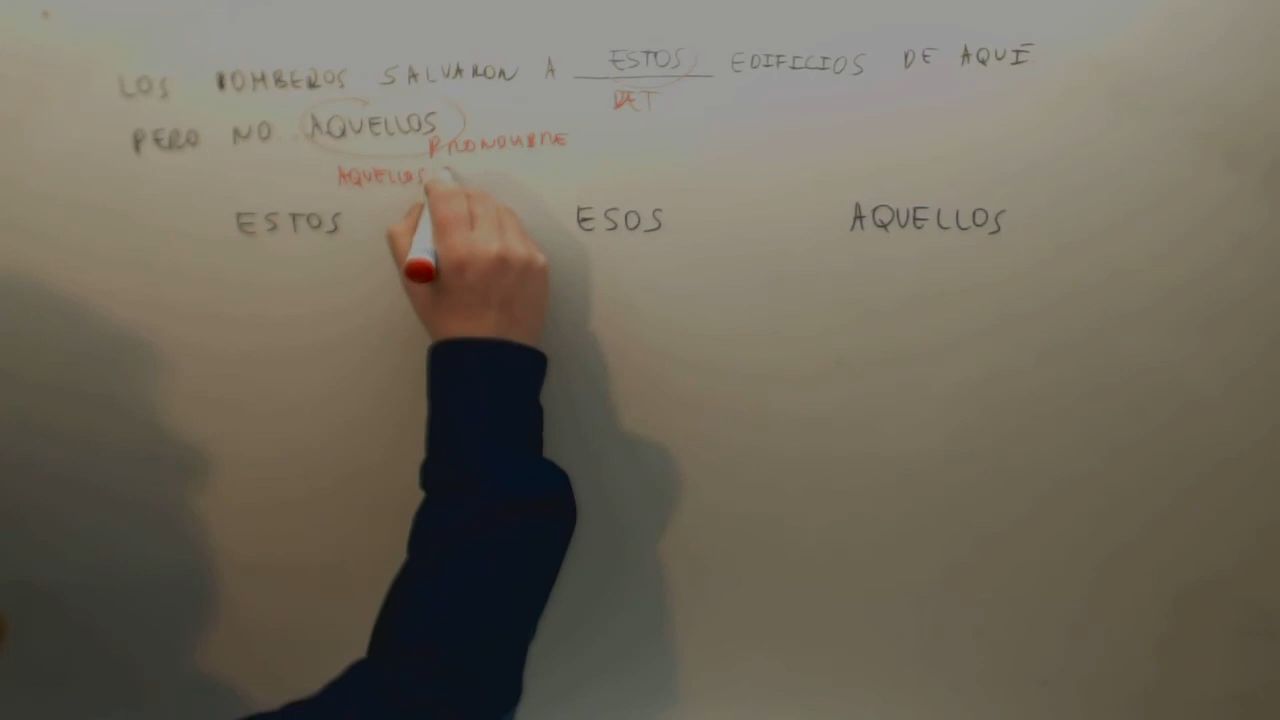 LOS BOMBEROS SALVARON A ESTOS EDIFICIOS DE AQUÍ
DET
PERO NO AQUELLOS
PRONOMBRE
AQUELLOS
ESTOS ESOS AQUELLOS